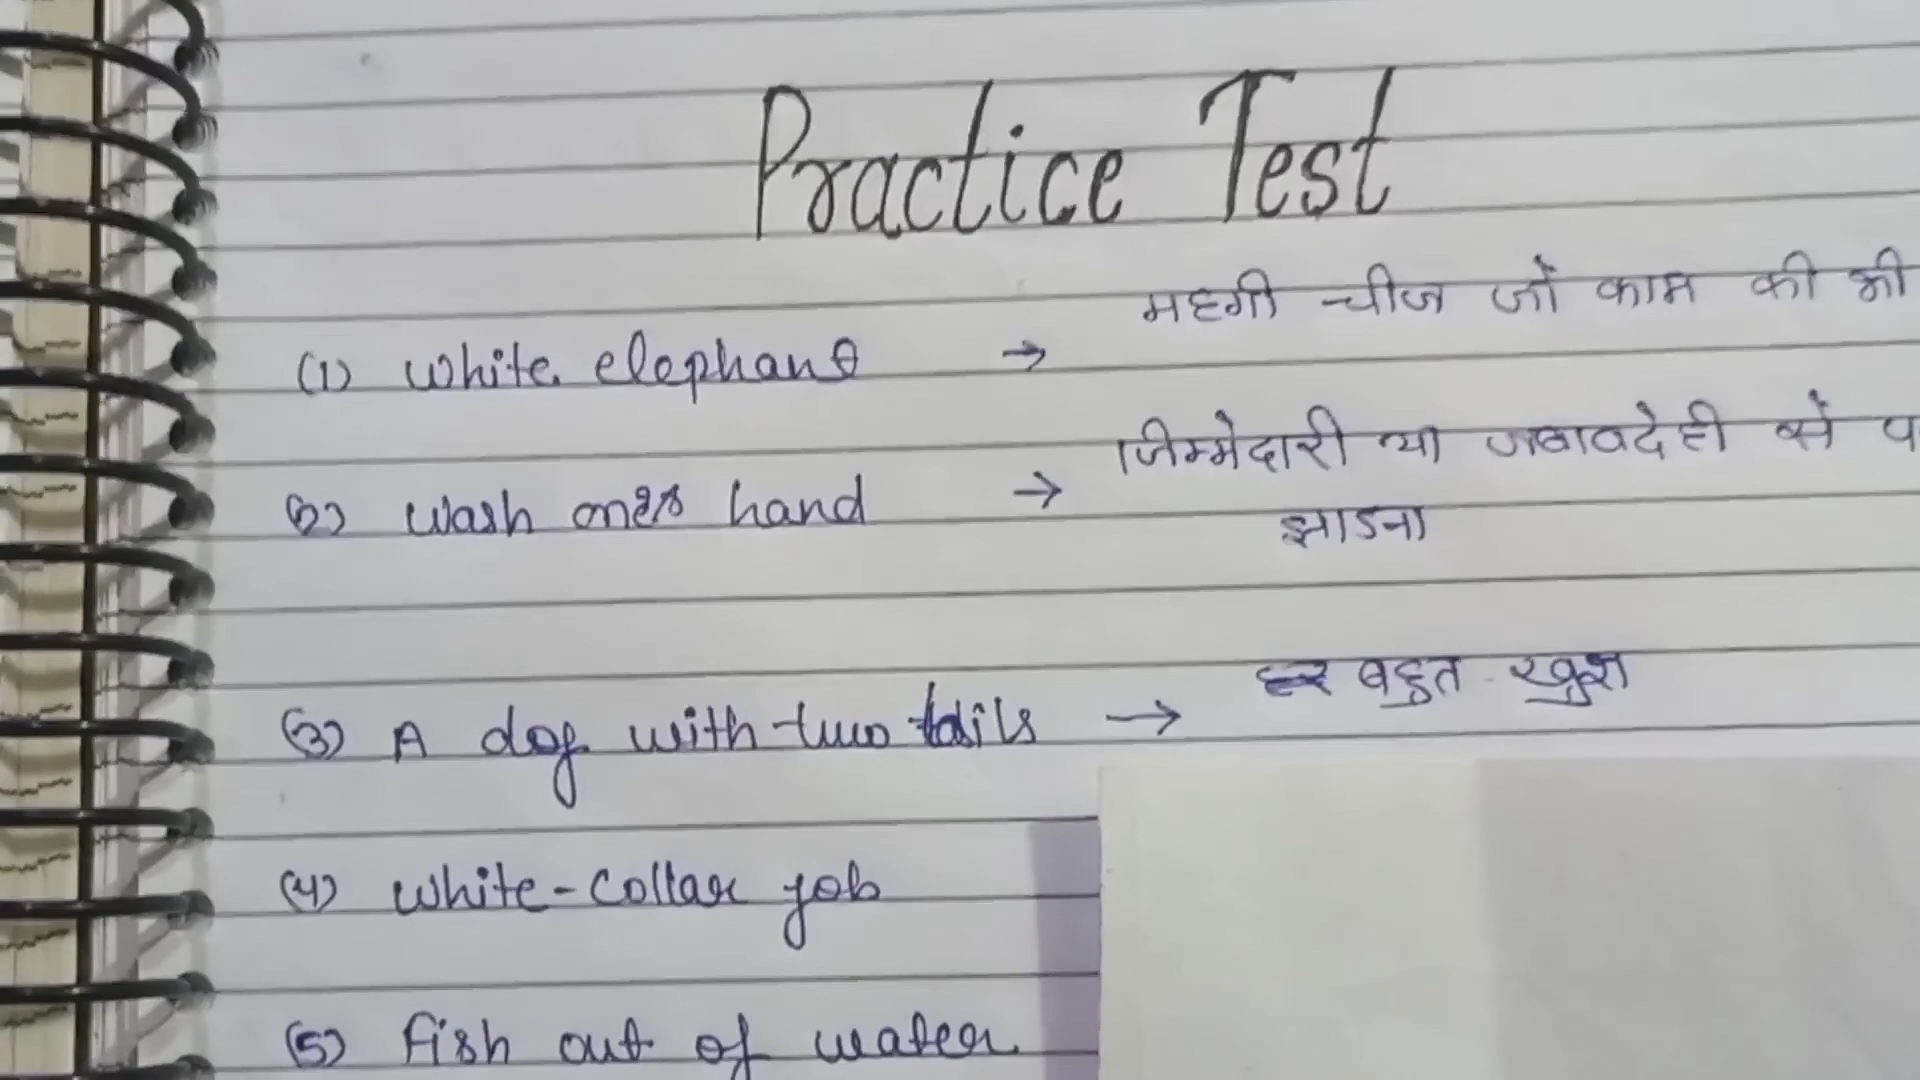 Practice Test
(1) White elephant → महगी चीज जो काम की भी
(2) Wash one's hand → जिम्मेदारी या जवाबदेही से
झाडना
(3) A dog with two tails → बहुत खुश
(4) White-Collar job
(5) Fish out of water